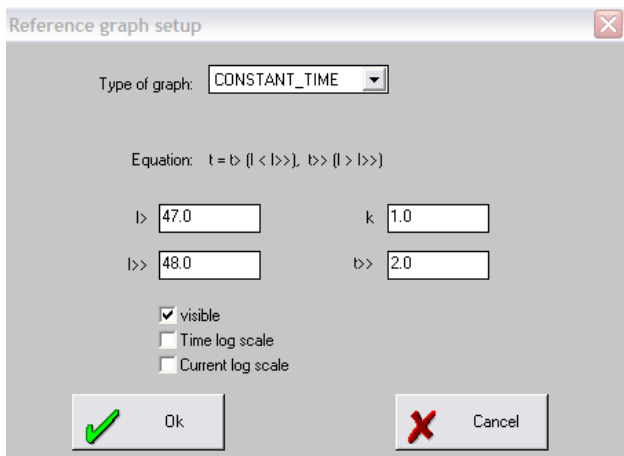 Reference graph setup
Type of graph: CONSTANT_TIME
Equation: t = t> (I < I>>), t>> (I > I>>)
I> 47.0 k 1.0
I>> 48.0 t>> 2.0
visible
Time log scale
Current log scale
Ok Cancel